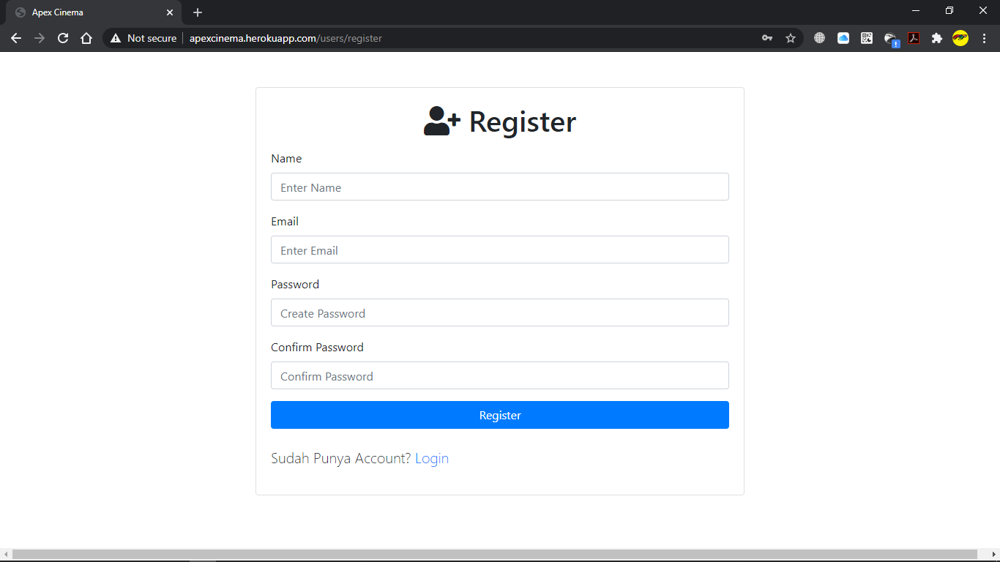 Apex Cinema
Not secure apexcinema.herokuapp.com/users/register
Register
Name
Enter Name
Email
Enter Email
Password
Create Password
Confirm Password
Confirm Password
Register
Sudah Punya Account? Login